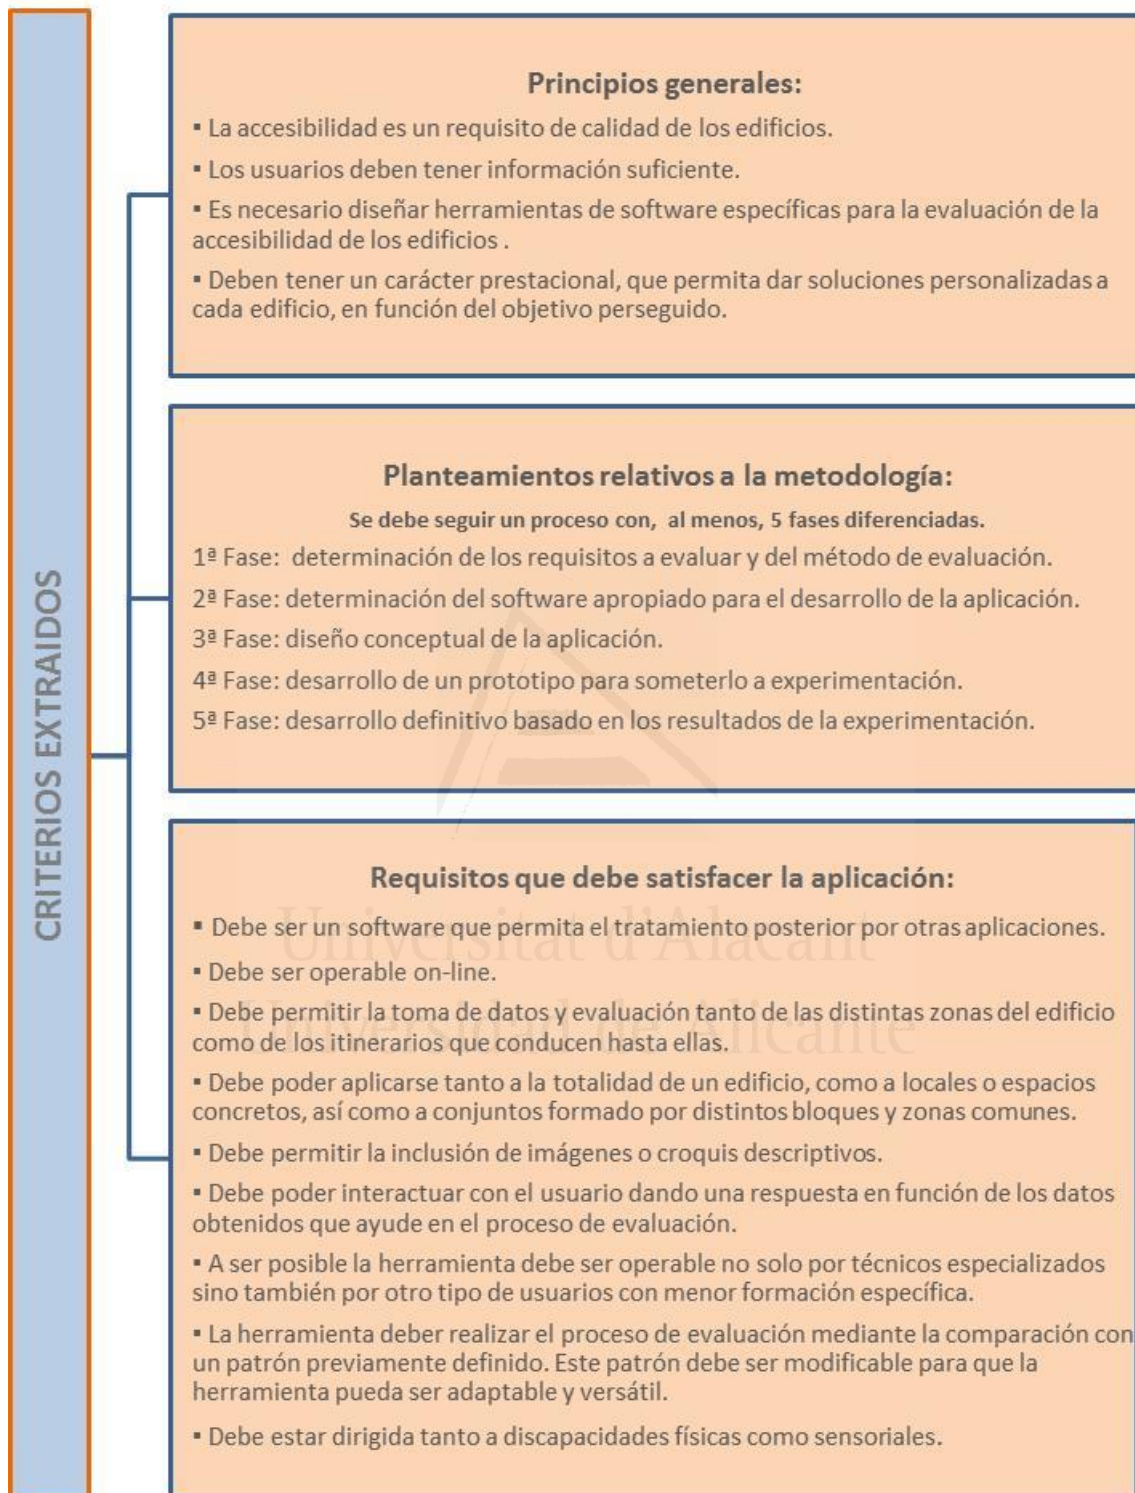 CRITERIOS EXTRAIDOS
Principios generales:
▪ La accesibilidad es un requisito de calidad de los edificios.
▪ Los usuarios deben tener información suficiente.
▪ Es necesario diseñar herramientas de software específicas para la evaluación de la
accesibilidad de los edificios .
▪ Deben tener un carácter prestacional, que permita dar soluciones personalizadas a
cada edificio, en función del objetivo perseguido.
Planteamientos relativos a la metodología:
Se debe seguir un proceso con, al menos, 5 fases diferenciadas.
1ª Fase: determinación de los requisitos a evaluar y del método de evaluación.
2ª Fase: determinación del software apropiado para el desarrollo de la aplicación.
3ª Fase: diseño conceptual de la aplicación.
4ª Fase: desarrollo de un prototipo para someterlo a experimentación.
5ª Fase: desarrollo definitivo basado en los resultados de la experimentación.
Requisitos que debe satisfacer la aplicación:
▪ Debe ser un software que permita el tratamiento posterior por otras aplicaciones.
Universitat d'Alacant
▪ Debe ser operable on-line.
▪ Debe permitir la toma de datos y evaluación tanto de las distintas zonas del edificio
Universidad de Alicante
como de los itinerarios que conducen hasta ellas.
▪ Debe poder aplicarse tanto a la totalidad de un edificio, como a locales o espacios
concretos, así como a conjuntos formado por distintos bloques y zonas comunes.
▪ Debe permitir la inclusión de imágenes o croquis descriptivos.
▪ Debe poder interactuar con el usuario dando una respuesta en función de los datos
obtenidos que ayude en el proceso de evaluación.
▪ A ser posible la herramienta debe ser operable no solo por técnicos especializados
sino también por otro tipo de usuarios con menor formación específica.
▪ La herramienta deber realizar el proceso de evaluación mediante la comparación con
un patrón previamente definido. Este patrón debe ser modificable para que la
herramienta pueda ser adaptable y versátil.
▪ Debe estar dirigida tanto a discapacidades físicas como sensoriales.